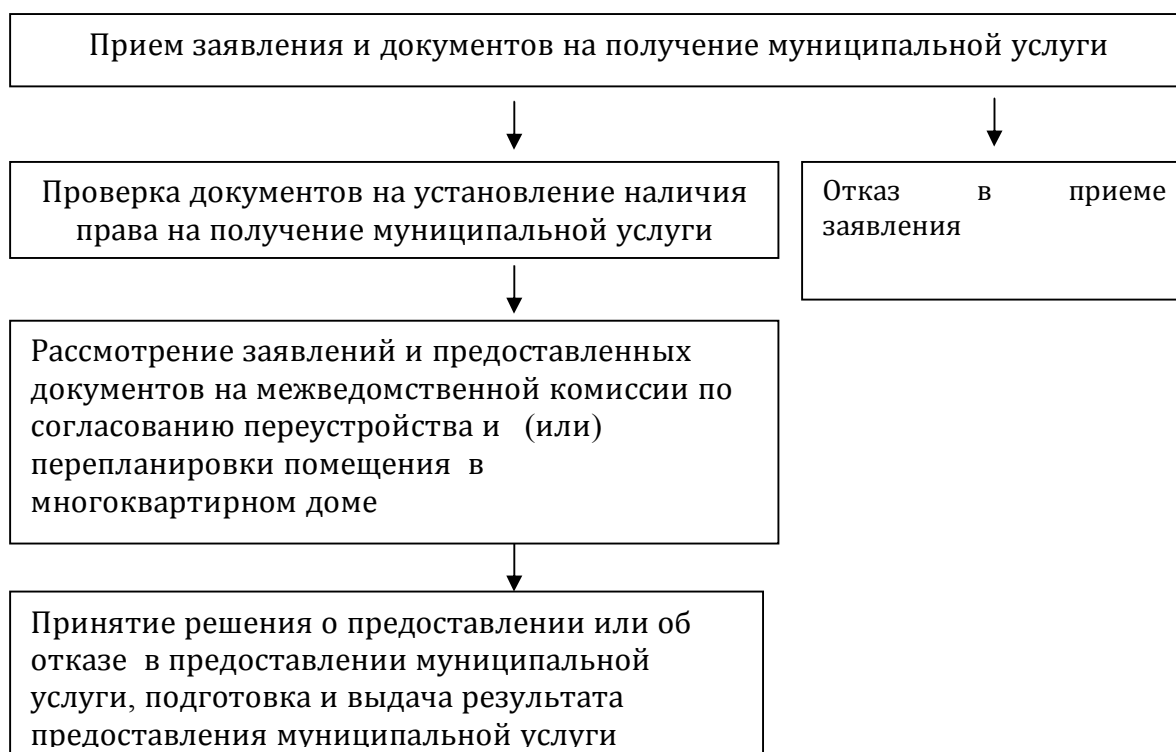 Прием заявления и документов на получение муниципальной услуги
Проверка документов на установление наличия
права на получение муниципальной услуги
Отказ в приеме
заявления
Рассмотрение заявлений и предоставленных
документов на межведомственной комиссии по
согласованию переустройства и (или)
перепланировки помещения в
многоквартирном доме
Принятие решения о предоставлении или об
отказе в предоставлении муниципальной
услуги, подготовка и выдача результата
предоставления муниципальной услуги